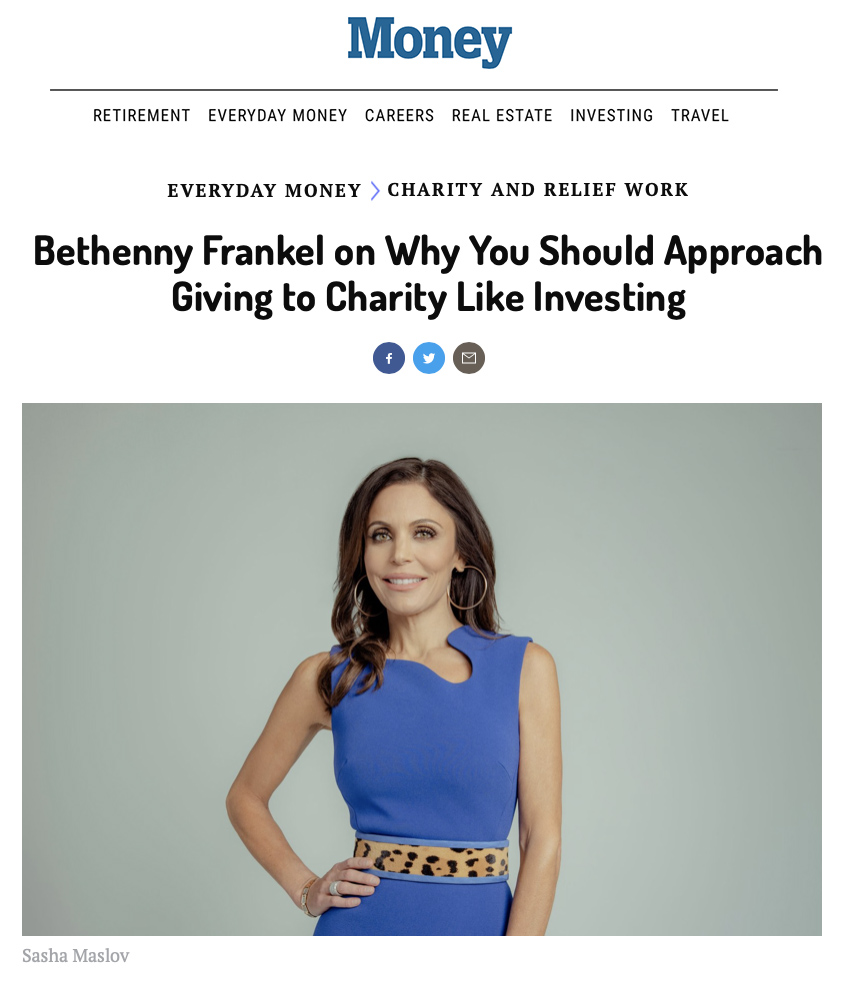 Money
RETIREMENT EVERYDAY MONEY CAREERS REAL ESTATE INVESTING TRAVEL
EVERYDAY MONEY CHARITY AND RELIEF WORK
Bethenny Frankel on Why You Should Approach
Giving to Charity Like Investing
Sasha Maslov